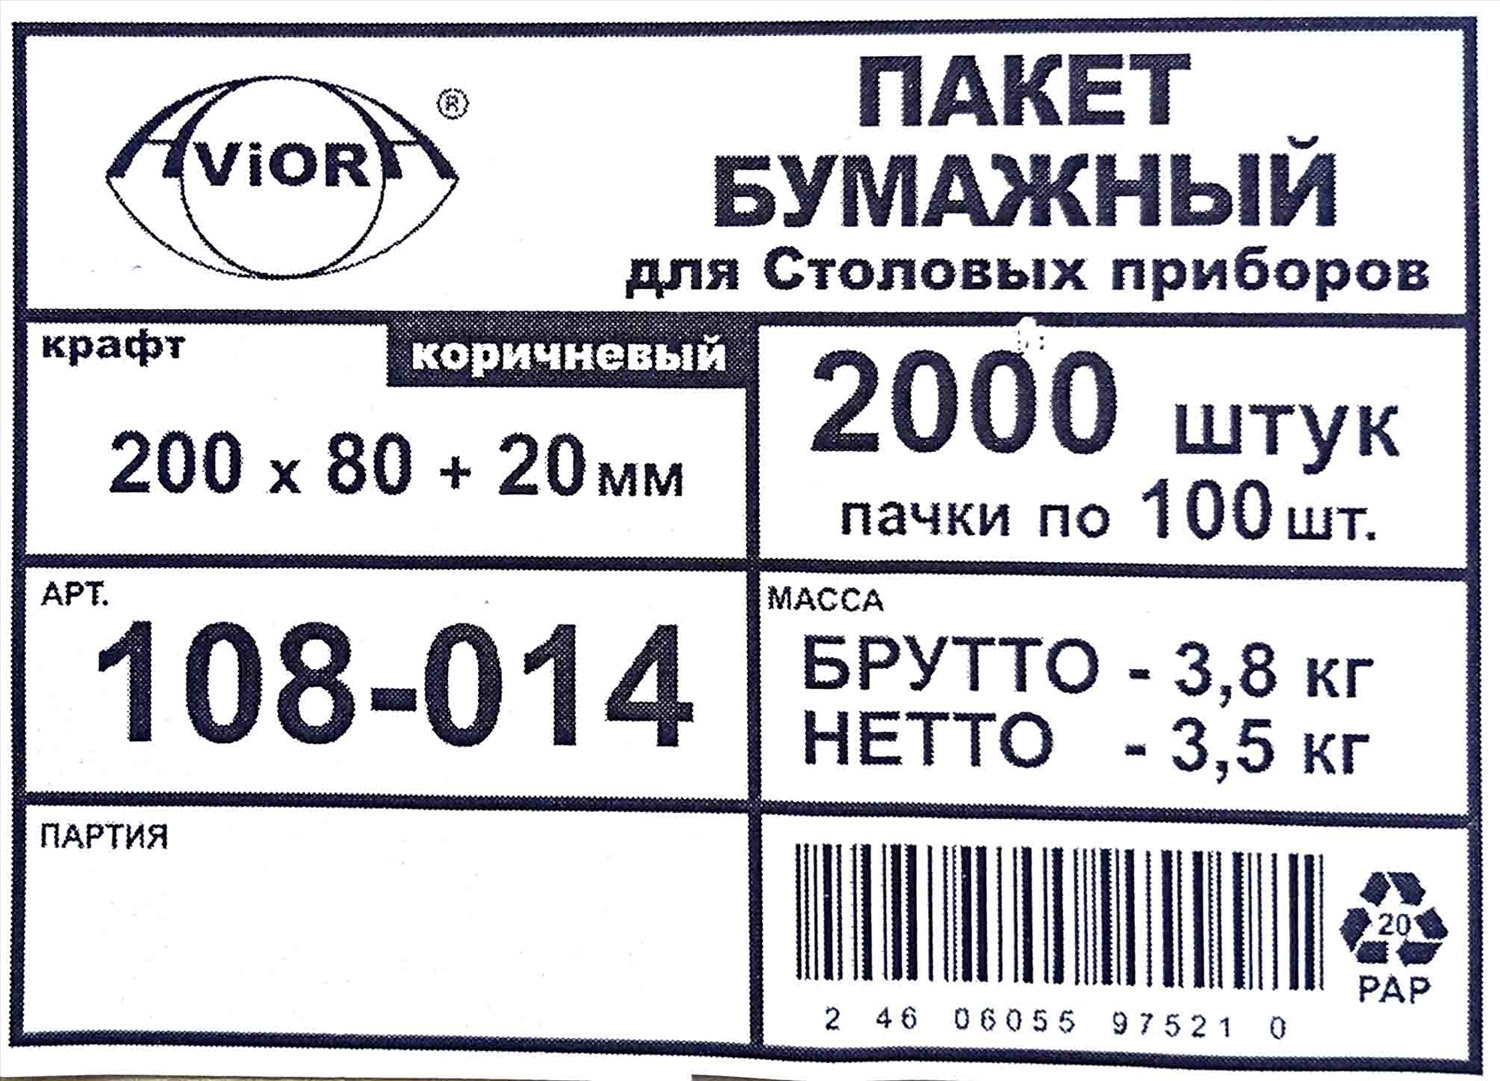 AViORA ®
ПАКЕТ
БУМАЖНЫЙ
для Столовых приборов
крафт
коричневый
200 х 80 + 20 мм
2000 штук
пачки по 100 шт.
АРТ.
108-014
МАССА
БРУТТО - 3,8 кг
НЕТТО - 3,5 кг
ПАРТИЯ
2 46 06055 97521 0
20
PAP